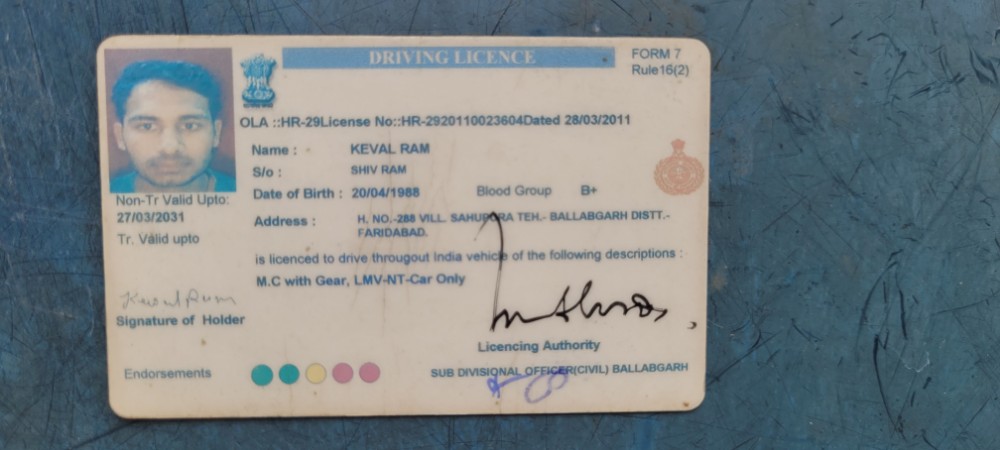 DRIVING LICENCE
FORM 7
Rule16(2)
OLA ::HR-29License No::HR-2920110023604Dated 28/03/2011
Name : KEVAL RAM
S/o : SHIV RAM
Date of Birth : 20/04/1988 Blood Group B+
Non-Tr Valid Upto:
27/03/2031
Address : H. NO.-288 VILL. SAHUPURA TEH.- BALLABGARH DISTT.-
FARIDABAD.
Tr. Valid upto
is licenced to drive througout India vehicle of the following descriptions :
M.C with Gear, LMV-NT-Car Only
Keval Ram
Signature of Holder
Licencing Authority
Endorsements
SUB DIVISIONAL OFFICER(CIVIL) BALLABGARH